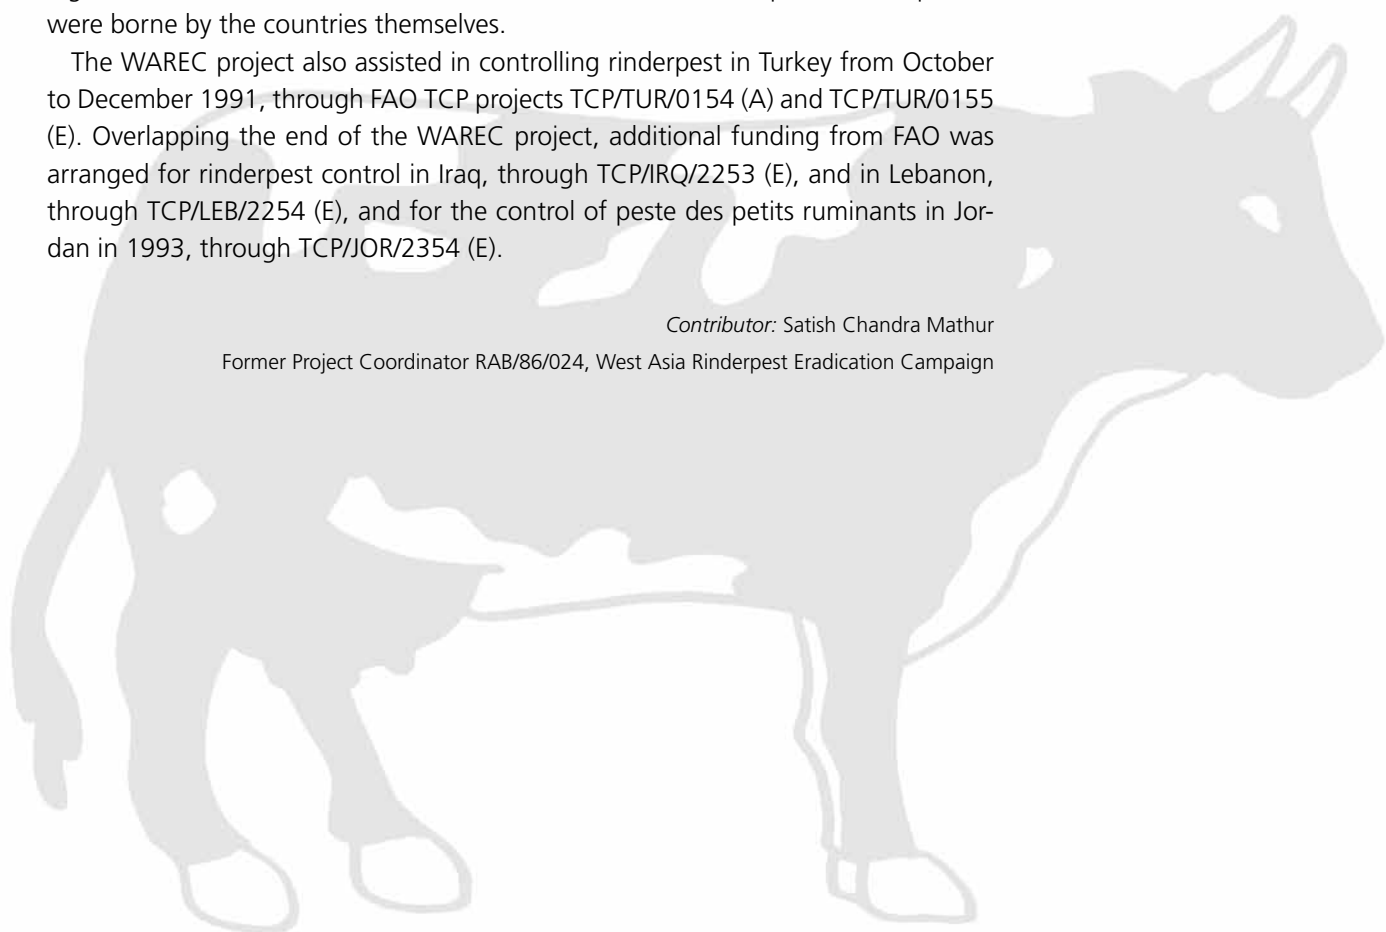 were borne by the countries themselves.
The WAREC project also assisted in controlling rinderpest in Turkey from October
to December 1991, through FAO TCP projects TCP/TUR/0154 (A) and TCP/TUR/0155
(E). Overlapping the end of the WAREC project, additional funding from FAO was
arranged for rinderpest control in Iraq, through TCP/IRQ/2253 (E), and in Lebanon,
through TCP/LEB/2254 (E), and for the control of peste des petits ruminants in Jor-
dan in 1993, through TCP/JOR/2354 (E).
Contributor: Satish Chandra Mathur
Former Project Coordinator RAB/86/024, West Asia Rinderpest Eradication Campaign